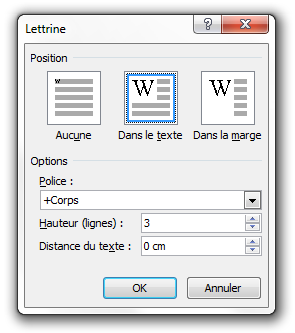 Lettrine
Position
W W W
Aucune Dans le texte Dans la marge
Options
Police :
+Corps
Hauteur (lignes) : 3
Distance du texte : 0 cm
OK Annuler